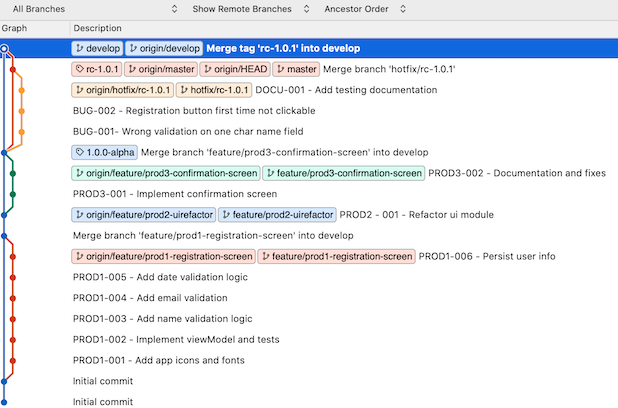 All Branches Show Remote Branches Ancestor Order
Graph Description
develop origin/develop Merge tag 'rc-1.0.1' into develop
rc-1.0.1 origin/master origin/HEAD master Merge branch 'hotfix/rc-1.0.1'
origin/hotfix/rc-1.0.1 hotfix/rc-1.0.1 DOCU-001 - Add testing documentation
BUG-002 - Registration button first time not clickable
BUG-001- Wrong validation on one char name field
1.0.0-alpha Merge branch 'feature/prod3-confirmation-screen' into develop
origin/feature/prod3-confirmation-screen feature/prod3-confirmation-screen PROD3-002 - Documentation and fixes
PROD3-001 - Implement confirmation screen
origin/feature/prod2-uirefactor feature/prod2-uirefactor PROD2 - 001 - Refactor ui module
Merge branch 'feature/prod1-registration-screen' into develop
origin/feature/prod1-registration-screen feature/prod1-registration-screen PROD1-006 - Persist user info
PROD1-005 - Add date validation logic
PROD1-004 - Add email validation
PROD1-003 - Add name validation logic
PROD1-002 - Implement viewModel and tests
PROD1-001 - Add app icons and fonts
Initial commit
Initial commit